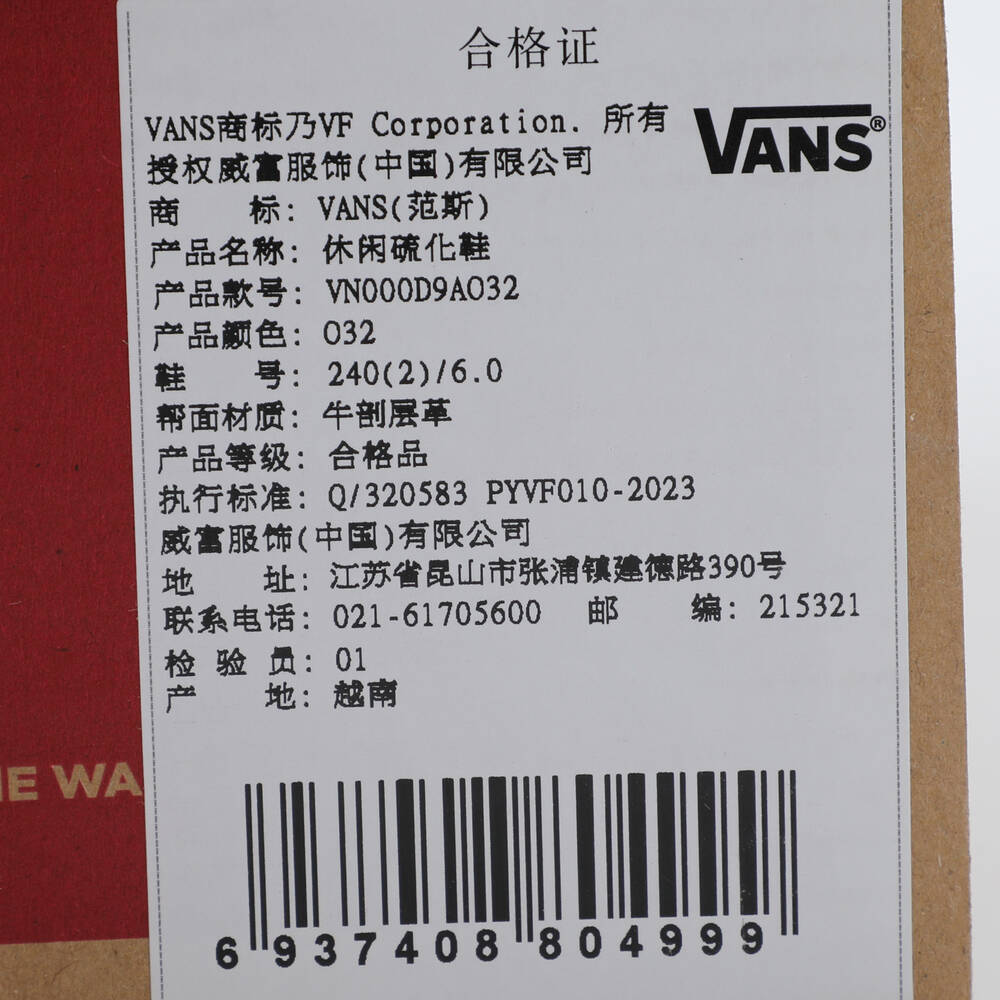 合格证
VANS商标乃VF Corporation. 所有
VANS®
授权威富服饰(中国)有限公司
商 标: VANS(范斯)
产品名称: 休闲硫化鞋
产品款号: VN000D9AO32
产品颜色: O32
鞋 号: 240(2)/6.0
帮面材质: 牛剖层革
产品等级: 合格品
执行标准: Q/320583 PYVF010-2023
威富服饰(中国)有限公司
地 址: 江苏省昆山市张浦镇建德路390号
联系电话: 021-61705600 邮 编: 215321
检 验 员: 01
产 地: 越南
E WA
6 937408 804999